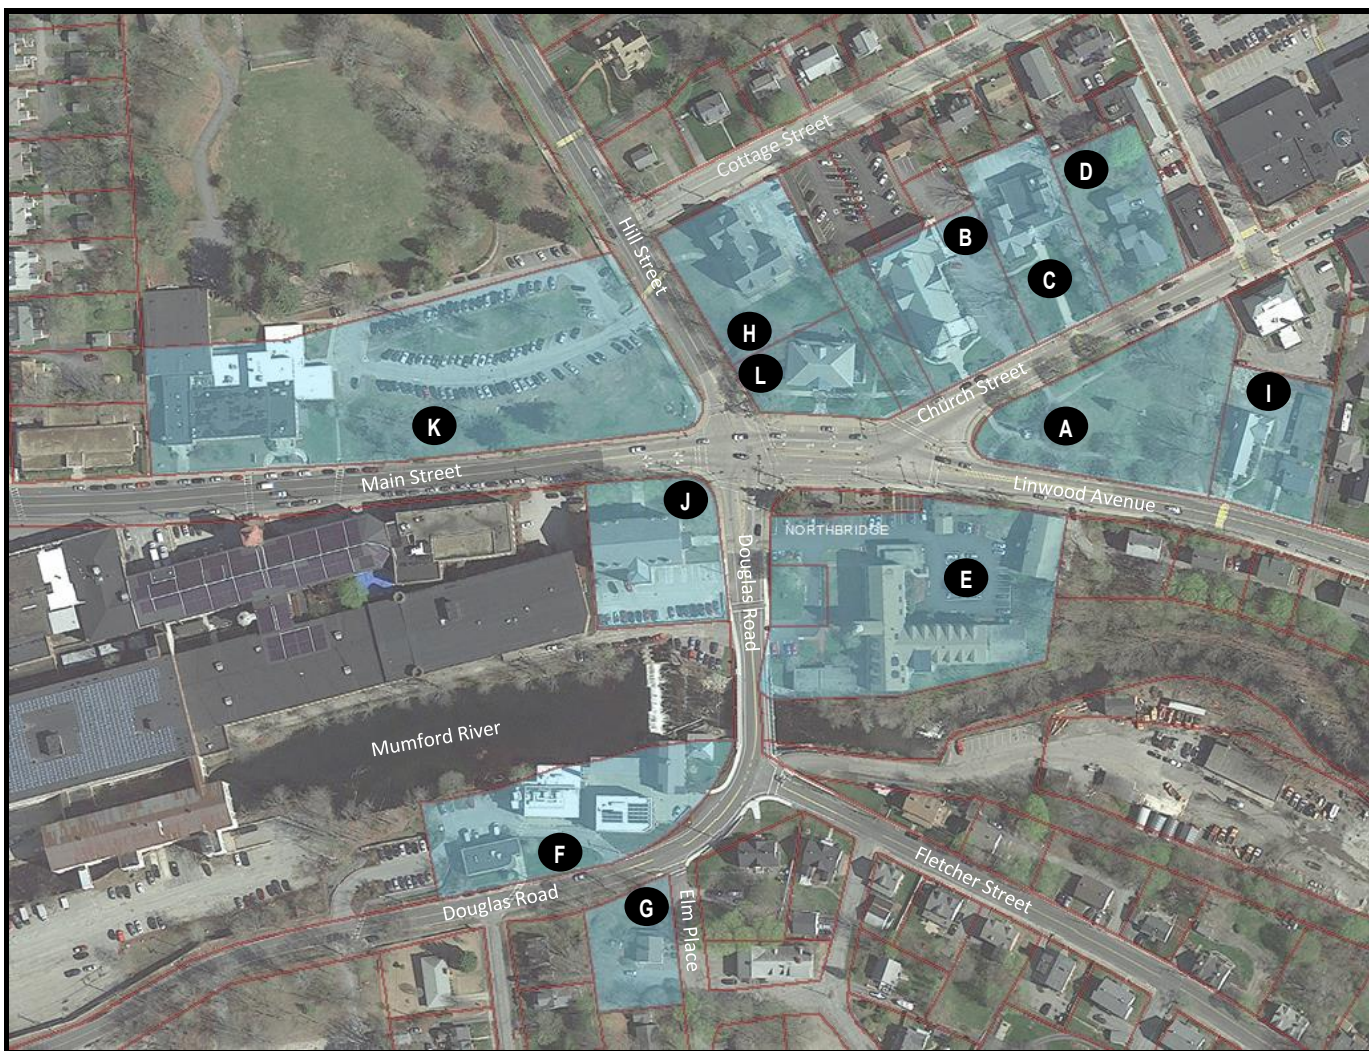 Cottage Street
D
Hill Street
B
C
H
L
I
Church Street
A
K
Main Street
Linwood Avenue
J
NORTHBRIDGE
Douglas Road
E
Mumford River
F
Fletcher Street
Douglas Road
G
Elm Place